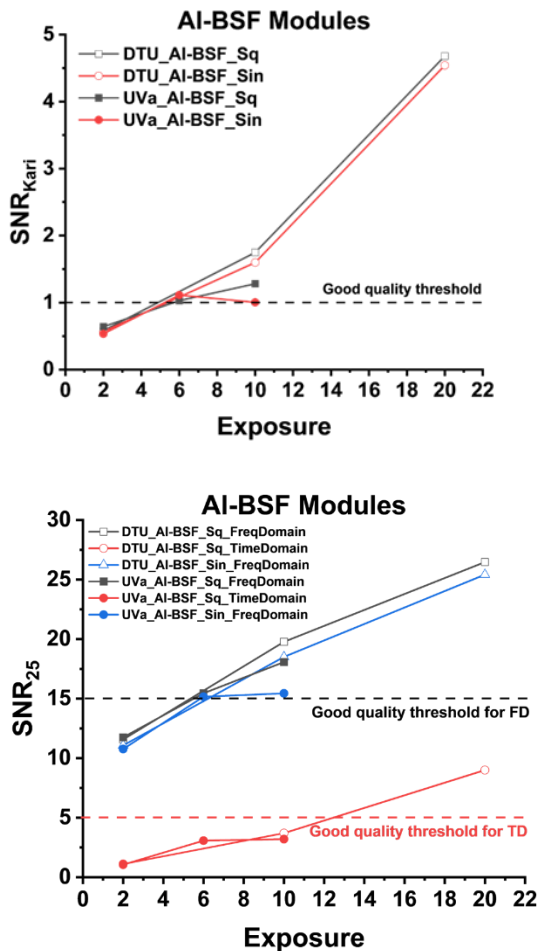 Al-BSF Modules
DTU_Al-BSF_Sq
DTU_Al-BSF_Sin
UVa_Al-BSF_Sq
UVa_Al-BSF_Sin
SNR_Kari
5
4
3
2
1
0
Good quality threshold
0 2 4 6 8 10 12 14 16 18 20 22
Exposure
Al-BSF Modules
DTU_Al-BSF_Sq_FreqDomain
DTU_Al-BSF_Sq_TimeDomain
DTU_Al-BSF_Sin_FreqDomain
UVa_Al-BSF_Sq_FreqDomain
UVa_Al-BSF_Sq_TimeDomain
UVa_Al-BSF_Sin_FreqDomain
SNR_25
30
25
20
15
10
5
0
Good quality threshold for FD
Good quality threshold for TD
0 2 4 6 8 10 12 14 16 18 20 22
Exposure